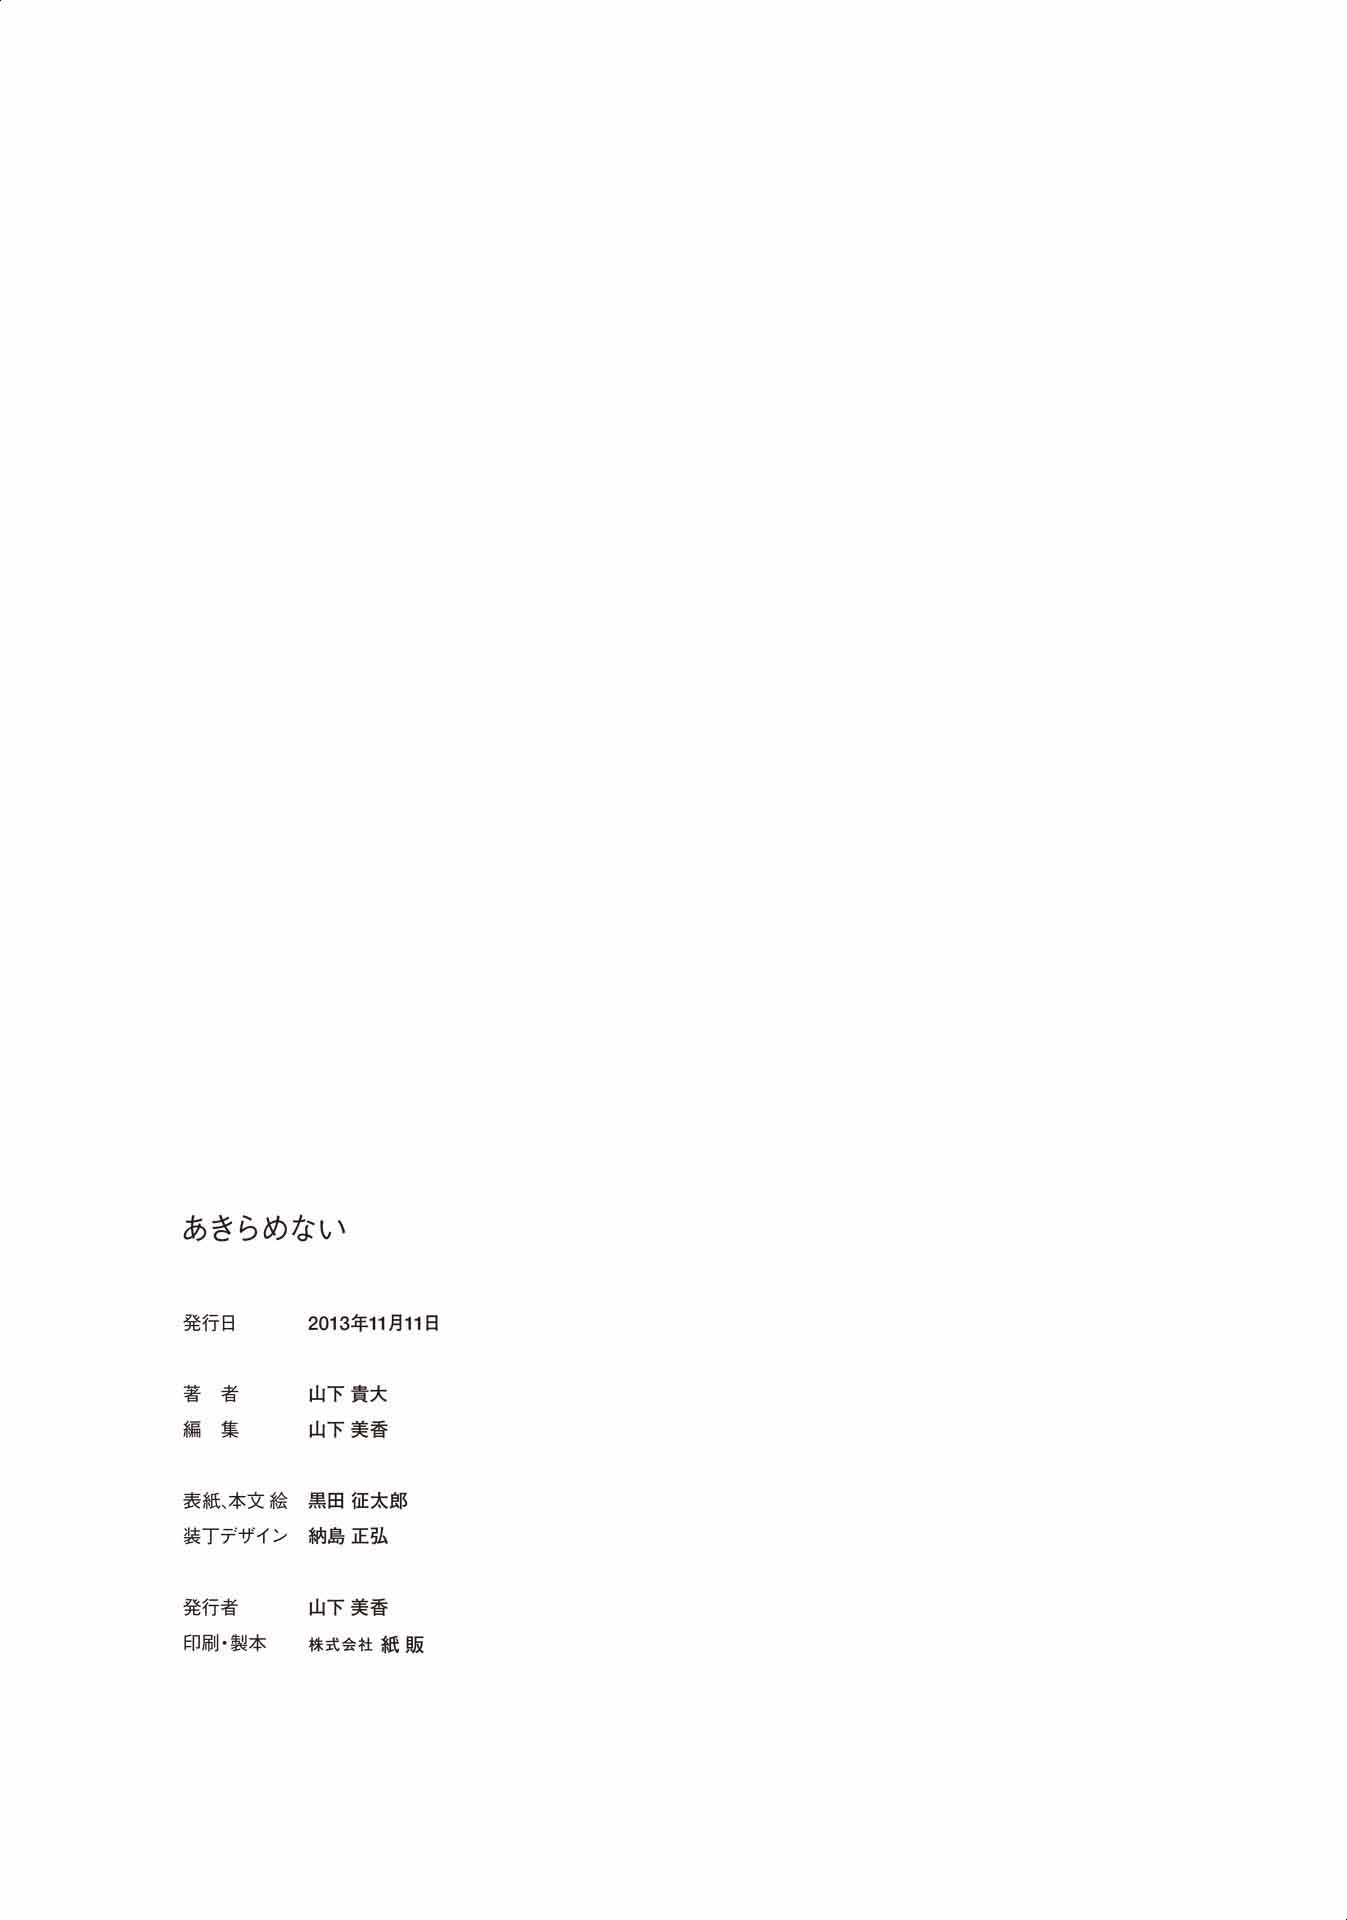 あきらめない
発行日 2013年11月11日
著　者 山下 貴大
編　集 山下 美香
表紙、本文 絵 黒田 征太郎
装丁デザイン 納島 正弘
発行者 山下 美香
印刷・製本 株式会社 紙 販